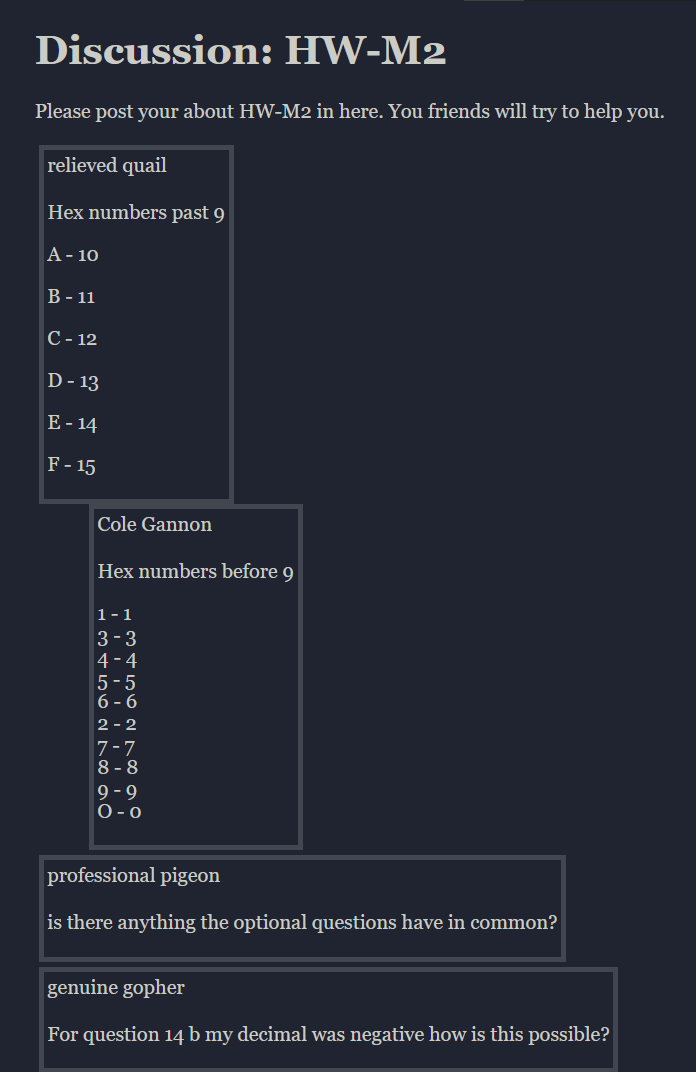 Discussion: HW-M2
Please post your about HW-M2 in here. You friends will try to help you.
relieved quail
Hex numbers past 9
A - 10
B - 11
C - 12
D - 13
E - 14
F - 15
Cole Gannon
Hex numbers before 9
1 - 1
3 - 3
4 - 4
5 - 5
6 - 6
2 - 2
7 - 7
8 - 8
9 - 9
O - 0
professional pigeon
is there anything the optional questions have in common?
genuine gopher
For question 14 b my decimal was negative how is this possible?